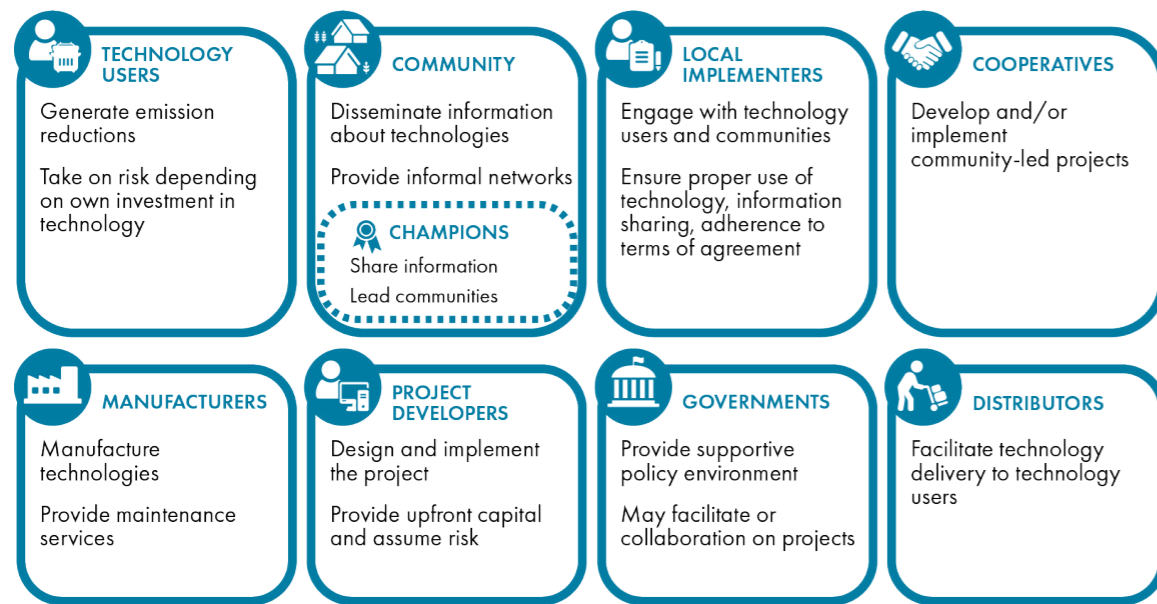 TECHNOLOGY
USERS
Generate emission
reductions
Take on risk depending
on own investment in
technology
COMMUNITY
Disseminate information
about technologies
Provide informal networks
CHAMPIONS
Share information
Lead communities
LOCAL
IMPLEMENTERS
Engage with technology
users and communities
Ensure proper use of
technology, information
sharing, adherence to
terms of agreement
COOPERATIVES
Develop and/or
implement
community-led projects
MANUFACTURERS
Manufacture
technologies
Provide maintenance
services
PROJECT
DEVELOPERS
Design and implement
the project
Provide upfront capital
and assume risk
GOVERNMENTS
Provide supportive
policy environment
May facilitate or
collaboration on projects
DISTRIBUTORS
Facilitate technology
delivery to technology
users